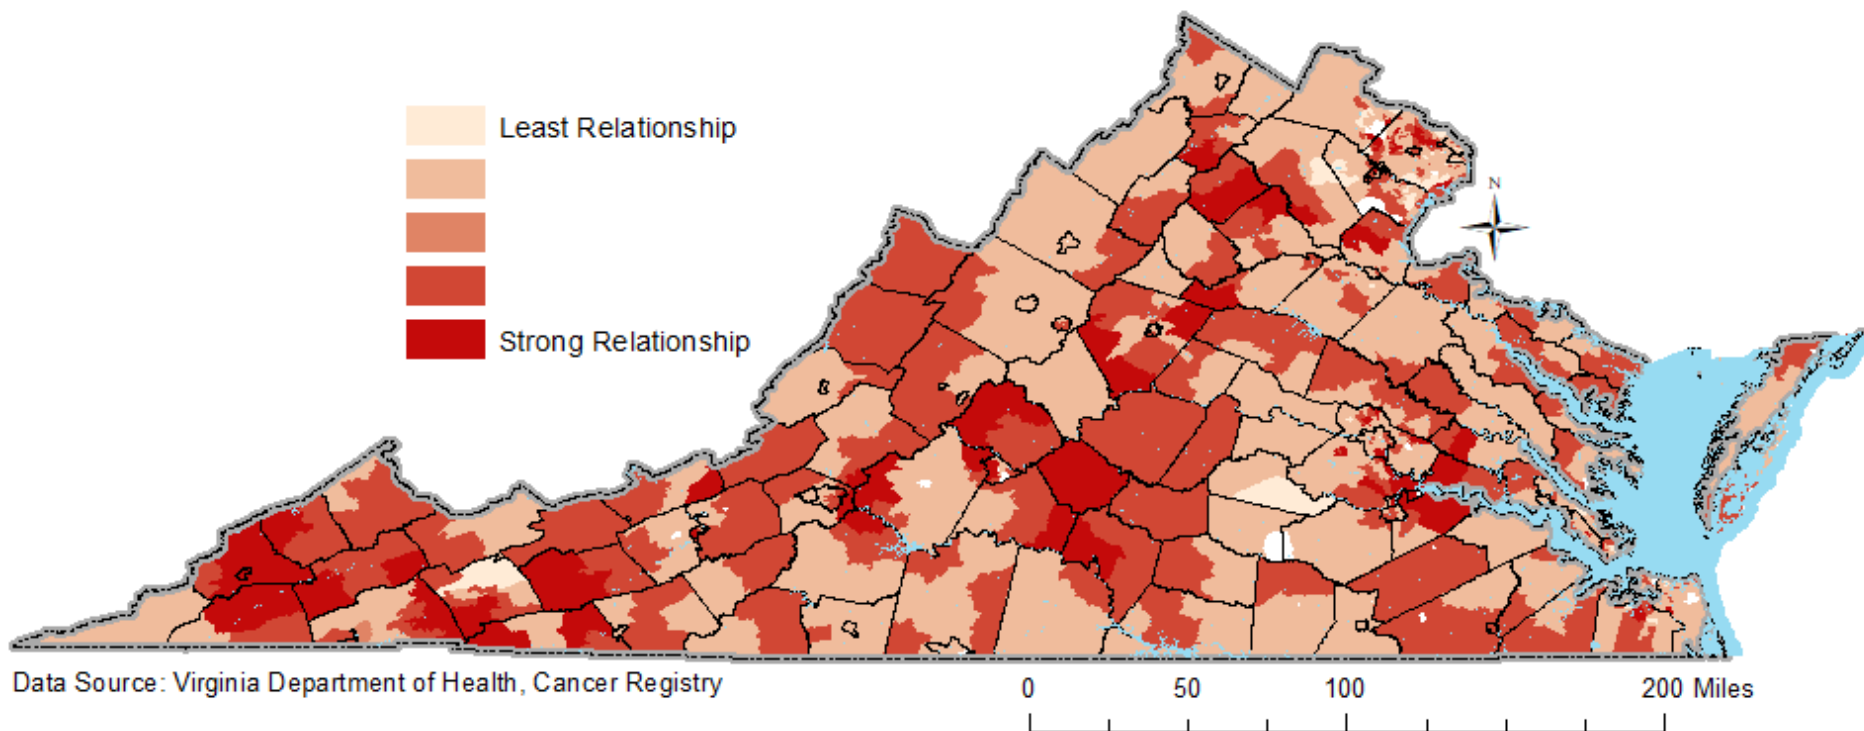 Least Relationship
Strong Relationship
N
Data Source: Virginia Department of Health, Cancer Registry
0 50 100 200 Miles